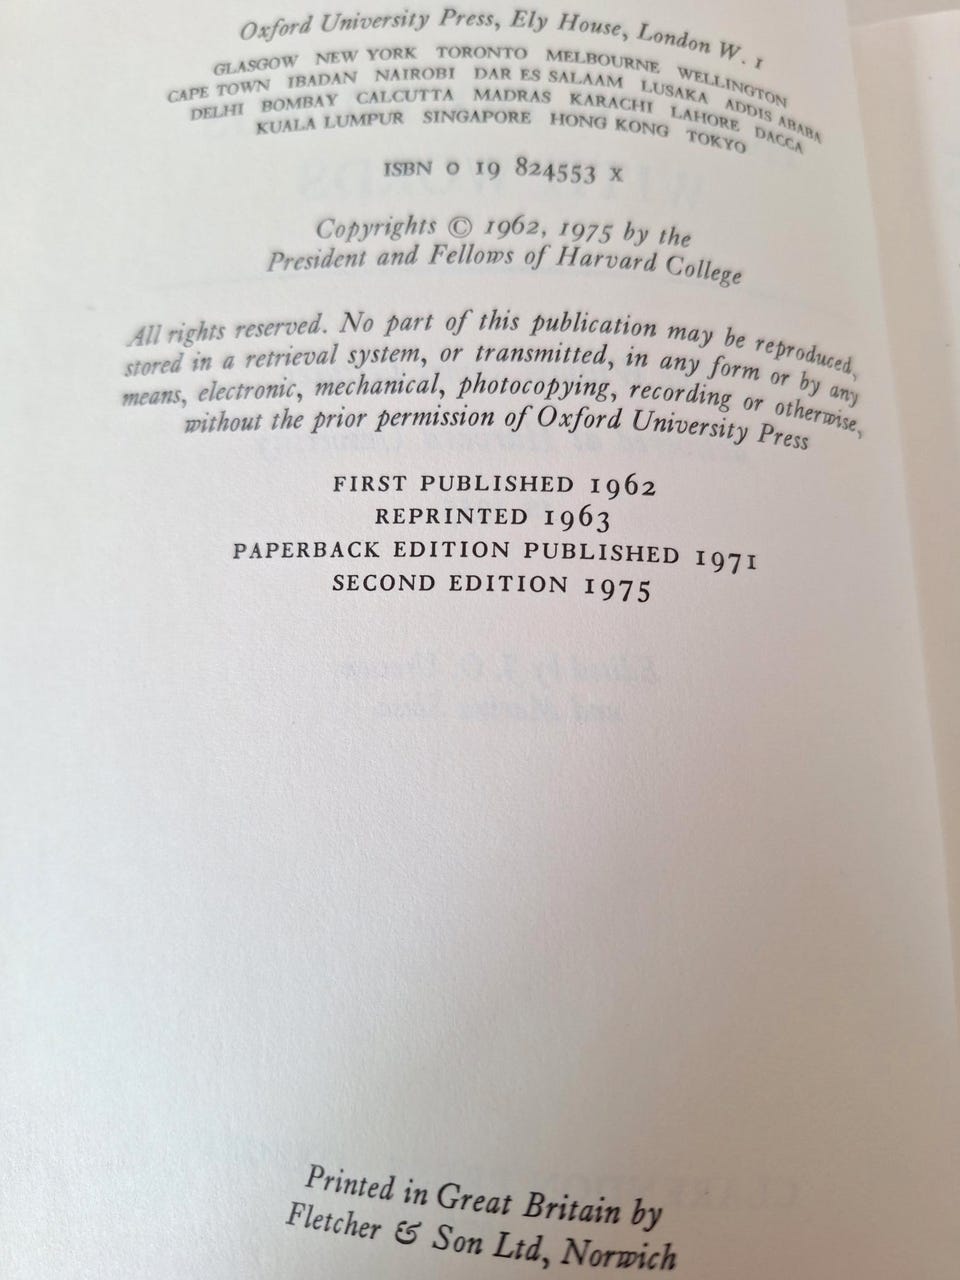 Oxford University Press, Ely House, London W. 1
GLASGOW NEW YORK TORONTO MELBOURNE WELLINGTON
CAPE TOWN IBADAN NAIROBI DAR ES SALAAM LUSAKA ADDIS ABABA
DELHI BOMBAY CALCUTTA MADRAS KARACHI LAHORE DACCA
KUALA LUMPUR SINGAPORE HONG KONG TOKYO
ISBN 0 19 824553 X
Copyrights © 1962, 1975 by the
President and Fellows of Harvard College
All rights reserved. No part of this publication may be reproduced,
stored in a retrieval system, or transmitted, in any form or by any
means, electronic, mechanical, photocopying, recording or otherwise,
without the prior permission of Oxford University Press
FIRST PUBLISHED 1962
REPRINTED 1963
PAPERBACK EDITION PUBLISHED 1971
SECOND EDITION 1975
Printed in Great Britain by
Fletcher & Son Ltd, Norwich